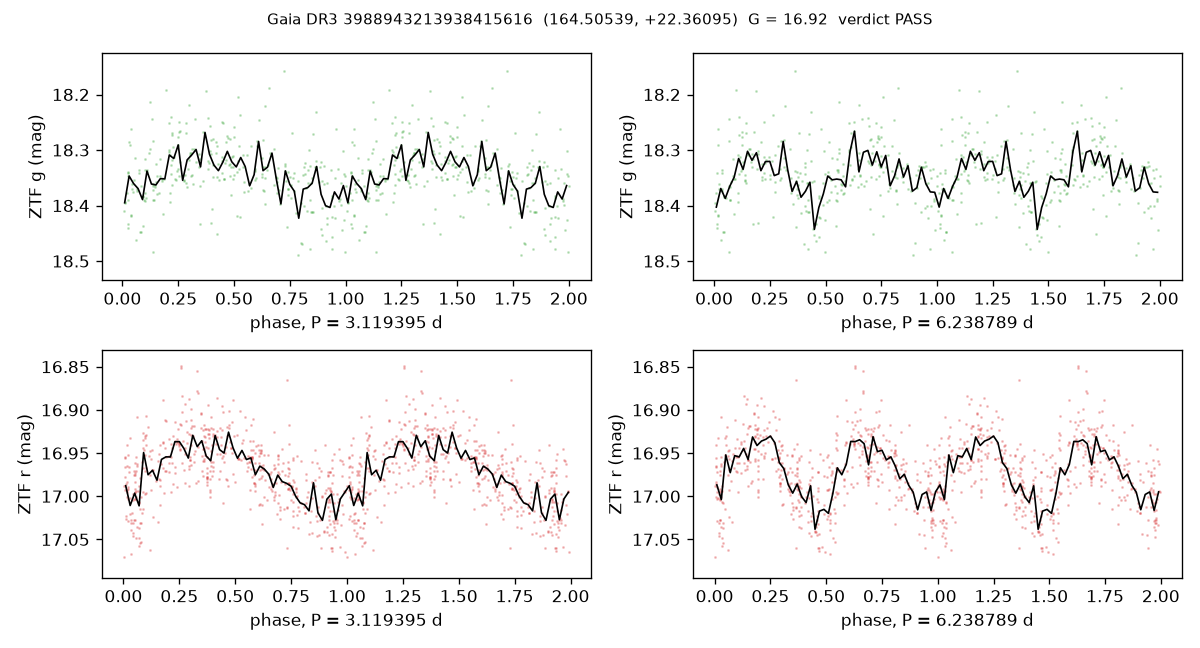 Gaia DR3 3988943213938415616 (164.50539, +22.36095) G = 16.92 verdict PASS
ZTF g (mag)
18.2
18.3
18.4
18.5
0.00 0.25 0.50 0.75 1.00 1.25 1.50 1.75 2.00
phase, P = 3.119395 d
ZTF g (mag)
18.2
18.3
18.4
18.5
0.00 0.25 0.50 0.75 1.00 1.25 1.50 1.75 2.00
phase, P = 6.238789 d
ZTF r (mag)
16.85
16.90
16.95
17.00
17.05
0.00 0.25 0.50 0.75 1.00 1.25 1.50 1.75 2.00
phase, P = 3.119395 d
ZTF r (mag)
16.85
16.90
16.95
17.00
17.05
0.00 0.25 0.50 0.75 1.00 1.25 1.50 1.75 2.00
phase, P = 6.238789 d